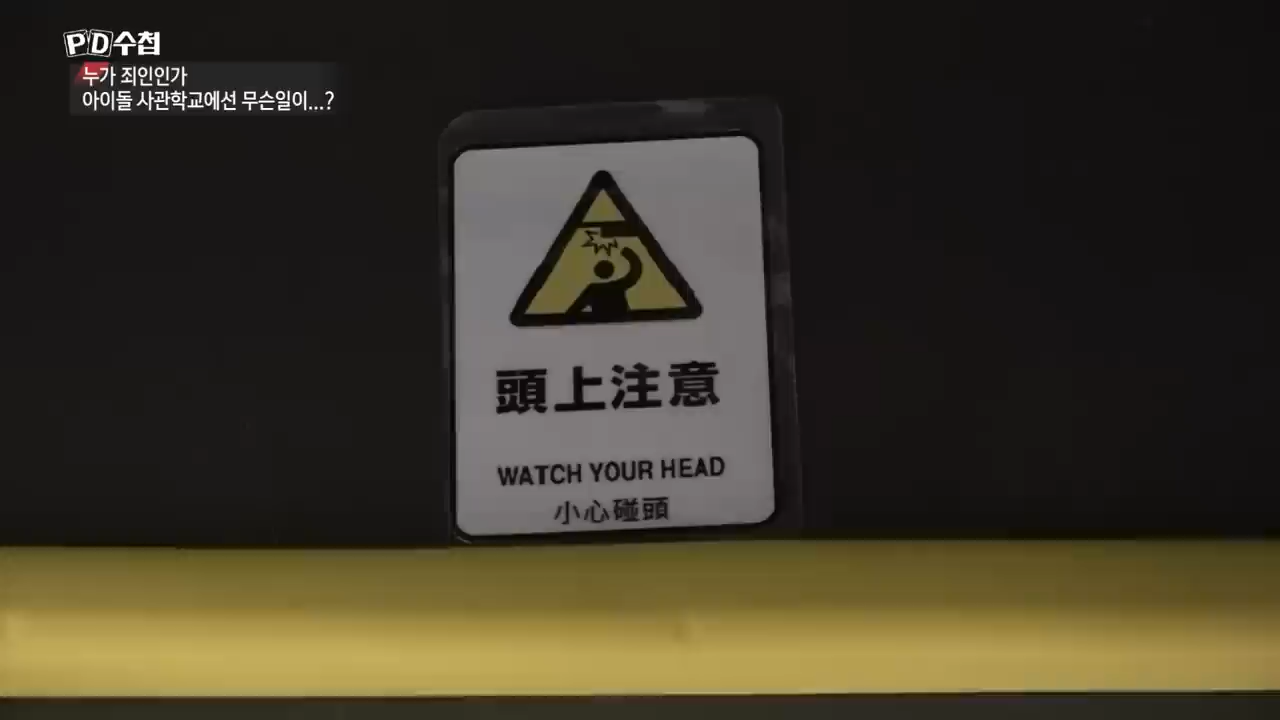 PD수첩
누가 죄인인가
아이돌 사관학교에선 무슨일이...?
頭上注意
WATCH YOUR HEAD
小心碰頭